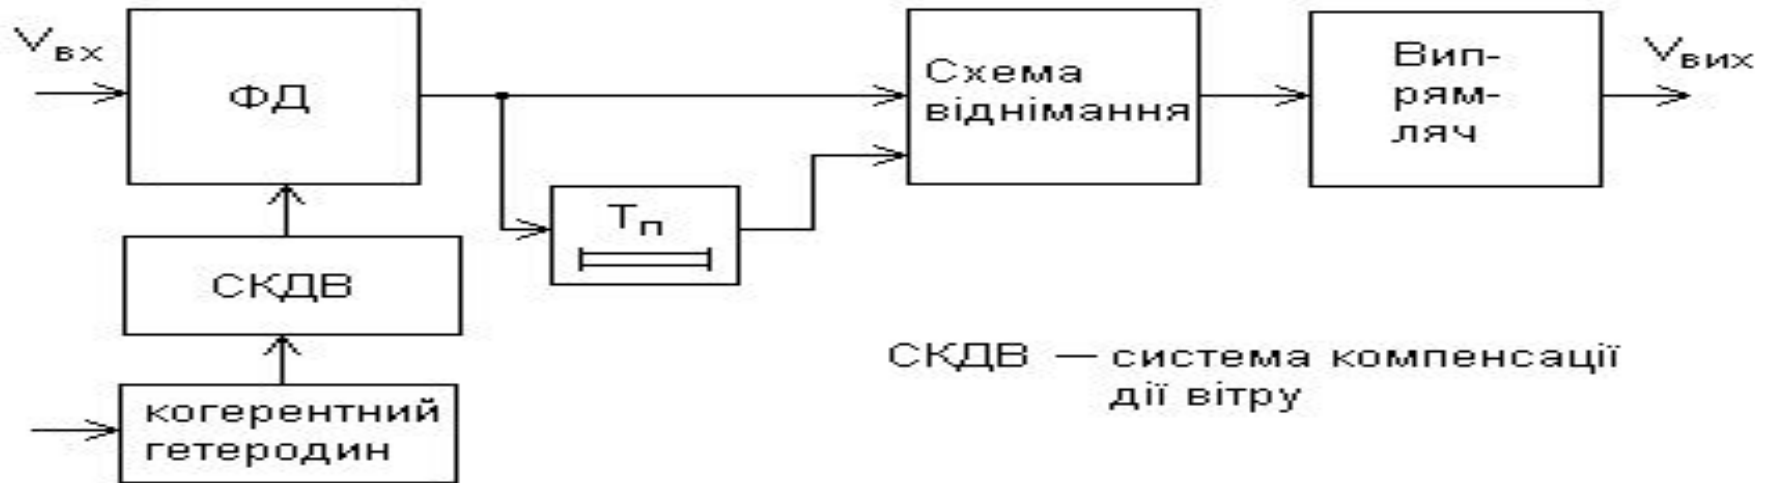 Vвх
ФД
Схема
віднімання
Вип-
рям-
ляч
Vвих
Тп
СКДВ
СКДВ — система компенсації
дії вітру
когерентний
гетеродин